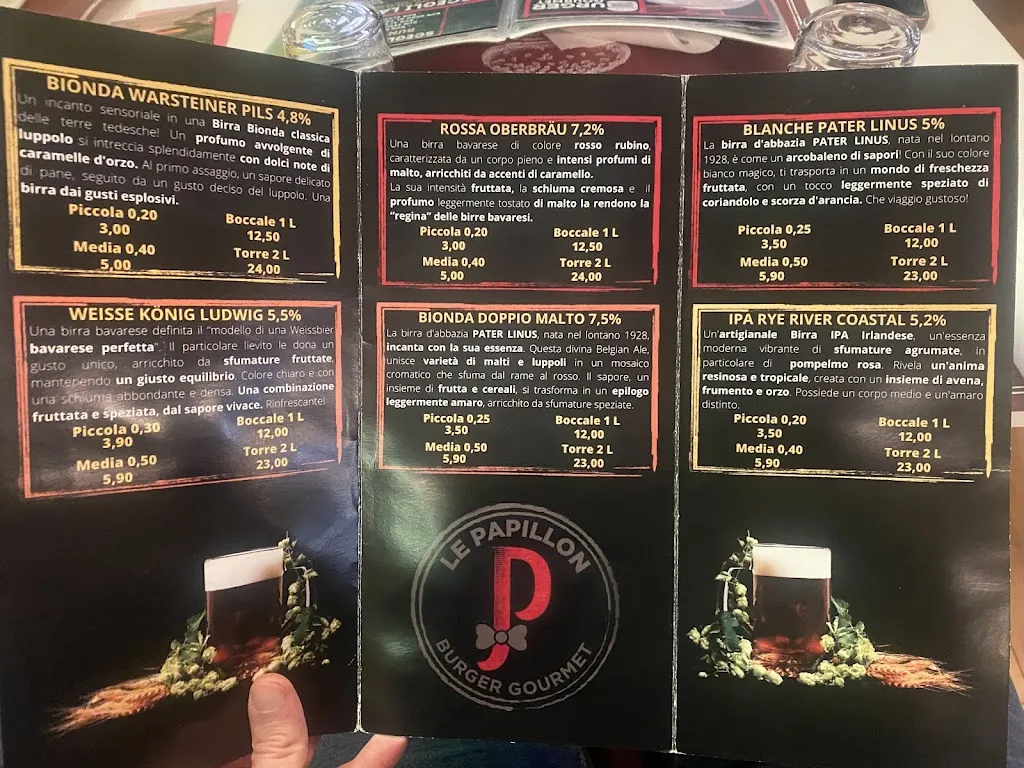 BIONDA WARSTEINER PILS 4,8%
Un incanto sensoriale in una Birra Bionda classica
delle terre tedesche! Un profumo avvolgente di
luppolo si intreccia splendidamente con dolci note di
caramelle d'orzo. Al primo assaggio, un sapore delicato
di pane, seguito da un gusto deciso del luppolo. Una
birra dai gusti esplosivi.
Piccola 0,20
3,00
Media 0,40
5,00
Boccale 1 L
12,50
Torre 2 L
24,00
WEISSE KÖNIG LUDWIG 5,5%
Una birra bavarese definita il "modello di una Weissbier
bavarese perfetta". Il particolare lievito le dona un
gusto unico, arricchito da sfumature fruttate,
mantenendo un giusto equilibrio. Colore chiaro e con
una schiuma abbondante e densa. Una combinazione
fruttata e speziata, dal sapore vivace. Rinfrescante!
Piccola 0,30
3,90
Media 0,50
5,90
Boccale 1 L
12,00
Torre 2 L
23,00
ROSSA OBERBRÄU 7,2%
Una birra bavarese di colore rosso rubino,
caratterizzata da un corpo pieno e intensi profumi di
malto, arricchiti da accenti di caramello.
La sua intensità fruttata, la schiuma cremosa e il
profumo leggermente tostato di malto la rendono la
"regina" delle birre bavaresi.
Piccola 0,20
3,00
Media 0,40
5,00
Boccale 1 L
12,50
Torre 2 L
24,00
BIONDA DOPPIO MALTO 7,5%
La birra d'abbazia PATER LINUS, nata nel lontano 1928,
incanta con la sua essenza. Questa divina Belgian Ale,
unisce varietà di malti e luppoli in un mosaico
cromatico che sfuma dal rame al rosso. Il sapore, un
insieme di frutta e cereali, si trasforma in un epilogo
leggermente amaro, arricchito da sfumature speziate.
Piccola 0,25
3,50
Media 0,50
5,90
Boccale 1 L
12,00
Torre 2 L
23,00
LE PAPILLON
P
BURGER GOURMET
BLANCHE PATER LINUS 5%
La birra d'abbazia PATER LINUS, nata nel lontano
1928, è come un arcobaleno di sapori! Con il suo colore
bianco magico, ti trasporta in un mondo di freschezza
fruttata, con un tocco leggermente speziato di
coriandolo e scorza d'arancia. Che viaggio gustoso!
Piccola 0,25
3,50
Media 0,50
5,90
Boccale 1 L
12,00
Torre 2 L
23,00
IPA RYE RIVER COASTAL 5,2%
Un'artigianale Birra IPA Irlandese, un'essenza
moderna vibrante di sfumature agrumate, in
particolare di pompelmo rosa. Rivela un'anima
resinosa e tropicale, creata con un insieme di avena,
frumento e orzo. Possiede un corpo medio e un'amaro
distinto.
Piccola 0,20
3,50
Media 0,40
5,90
Boccale 1 L
12,00
Torre 2 L
23,00